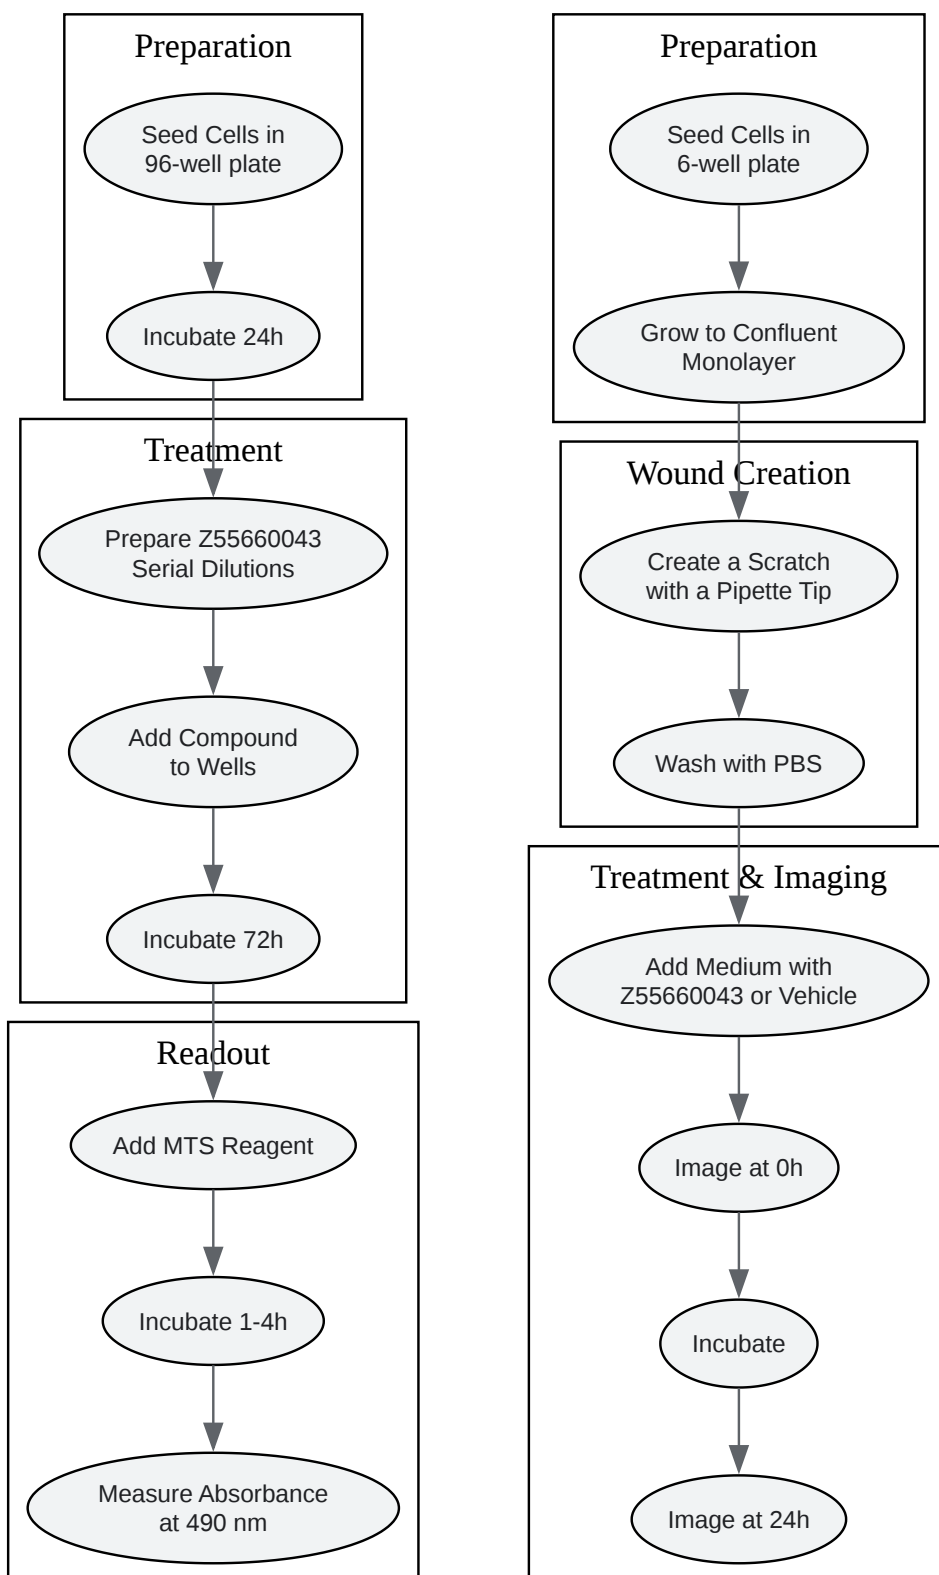 Preparation
Seed Cells in
96-well plate
Incubate 24h
Treatment
Prepare Z55660043
Serial Dilutions
Add Compound
to Wells
Incubate 72h
Readout
Add MTS Reagent
Incubate 1-4h
Measure Absorbance
at 490 nm
Preparation
Seed Cells in
6-well plate
Grow to Confluent
Monolayer
Wound Creation
Create a Scratch
with a Pipette Tip
Wash with PBS
Treatment & Imaging
Add Medium with
Z55660043 or Vehicle
Image at 0h
Incubate
Image at 24h